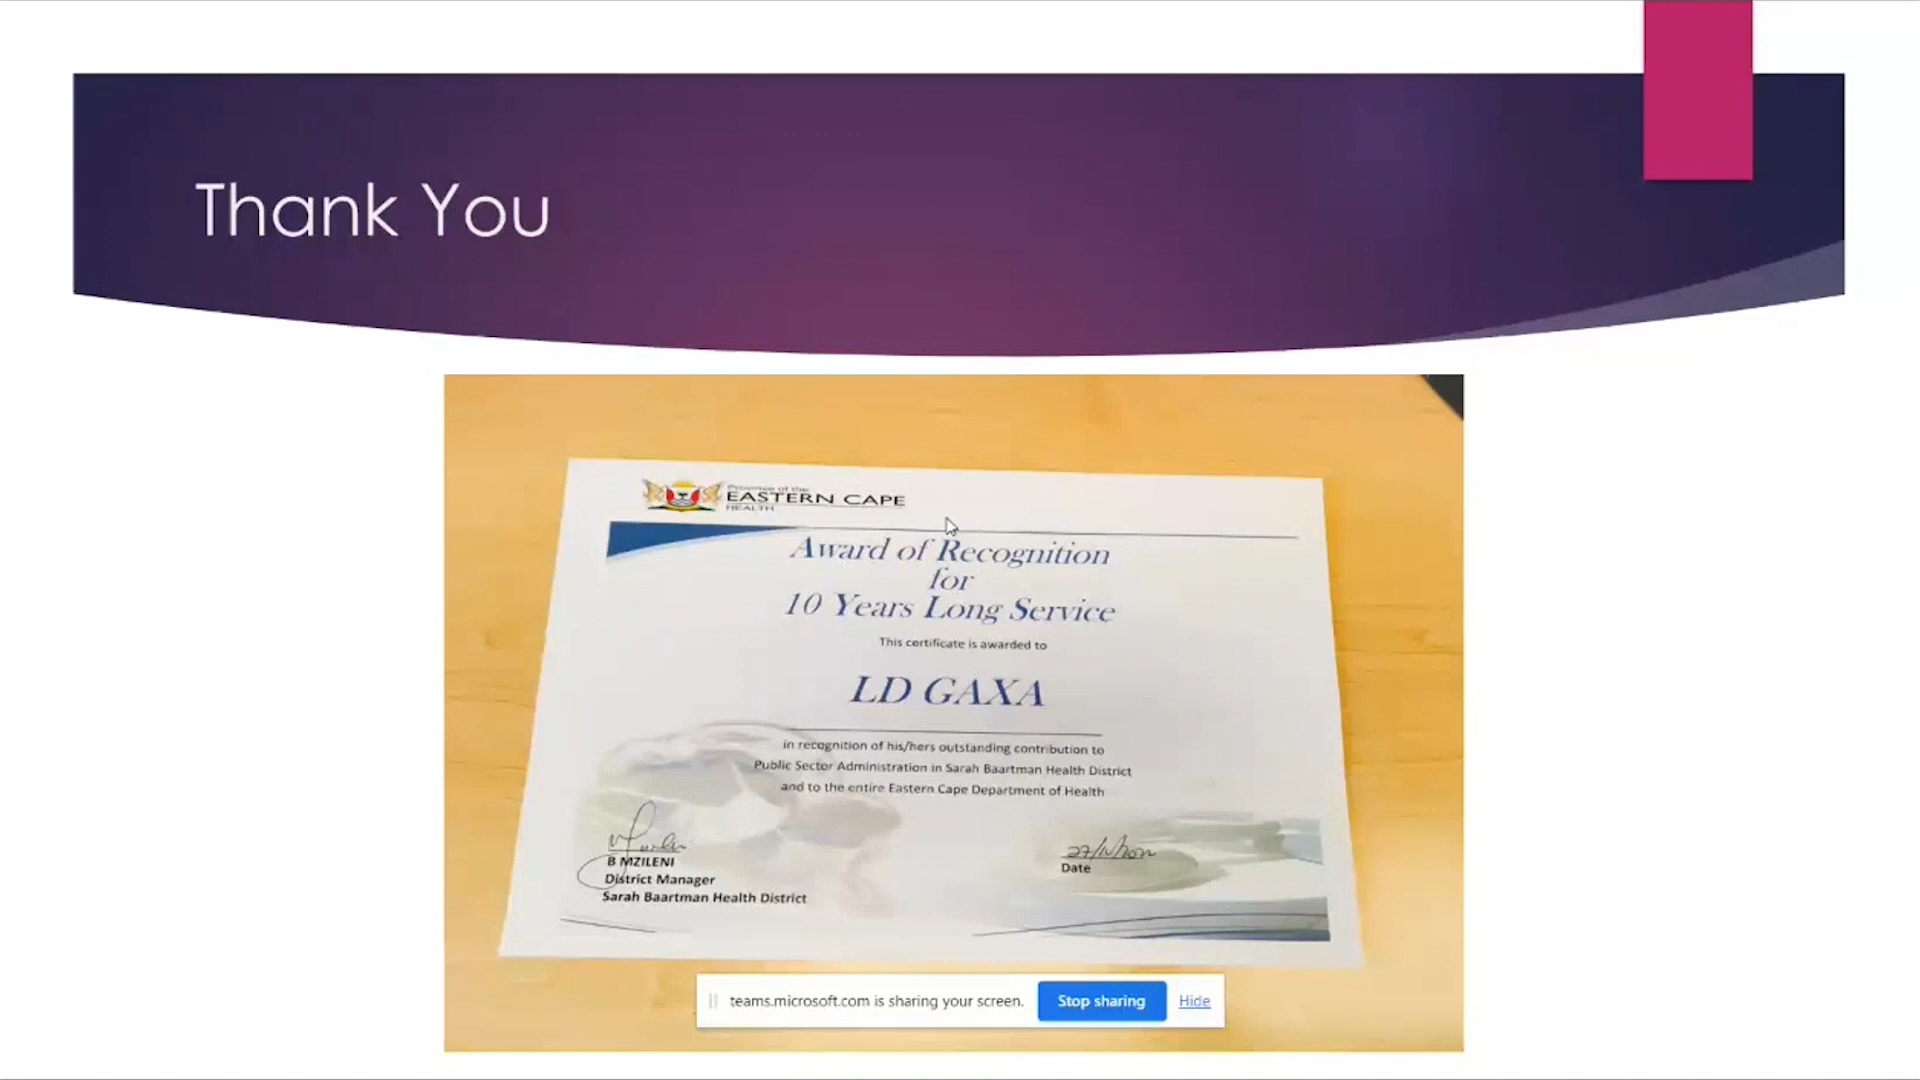 Thank You
Province of the
EASTERN CAPE
HEALTH
Award of Recognition
for
10 Years Long Service
This certificate is awarded to
LD GAXA
in recognition of his/hers outstanding contribution to
Public Sector Administration in Sarah Baartman Health District
and to the entire Eastern Cape Department of Health
B MZILENI
District Manager
Sarah Baartman Health District
Date
teams.microsoft.com is sharing your screen.
Stop sharing
Hide